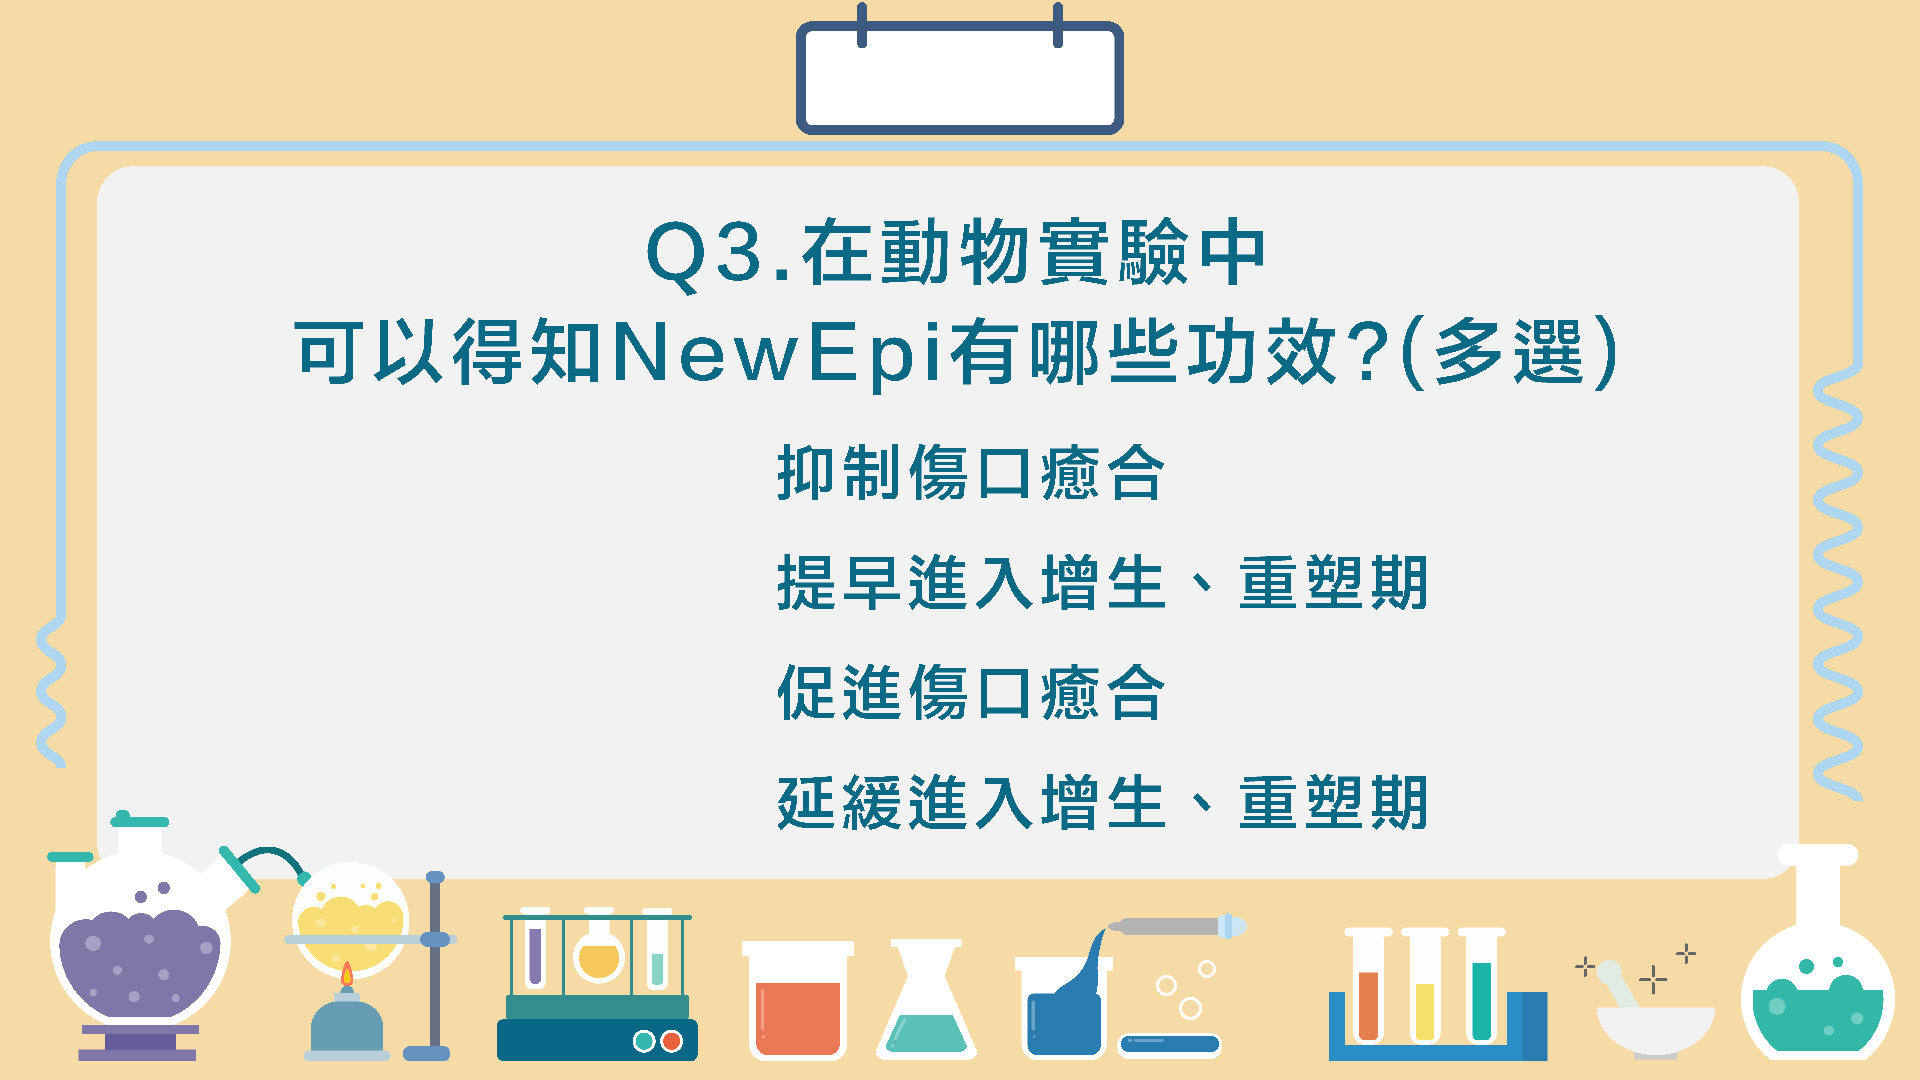 Q3.在動物實驗中
可以得知NewEpi有哪些功效?(多選)
抑制傷口癒合
提早進入增生、重塑期
促進傷口癒合
延緩進入增生、重塑期